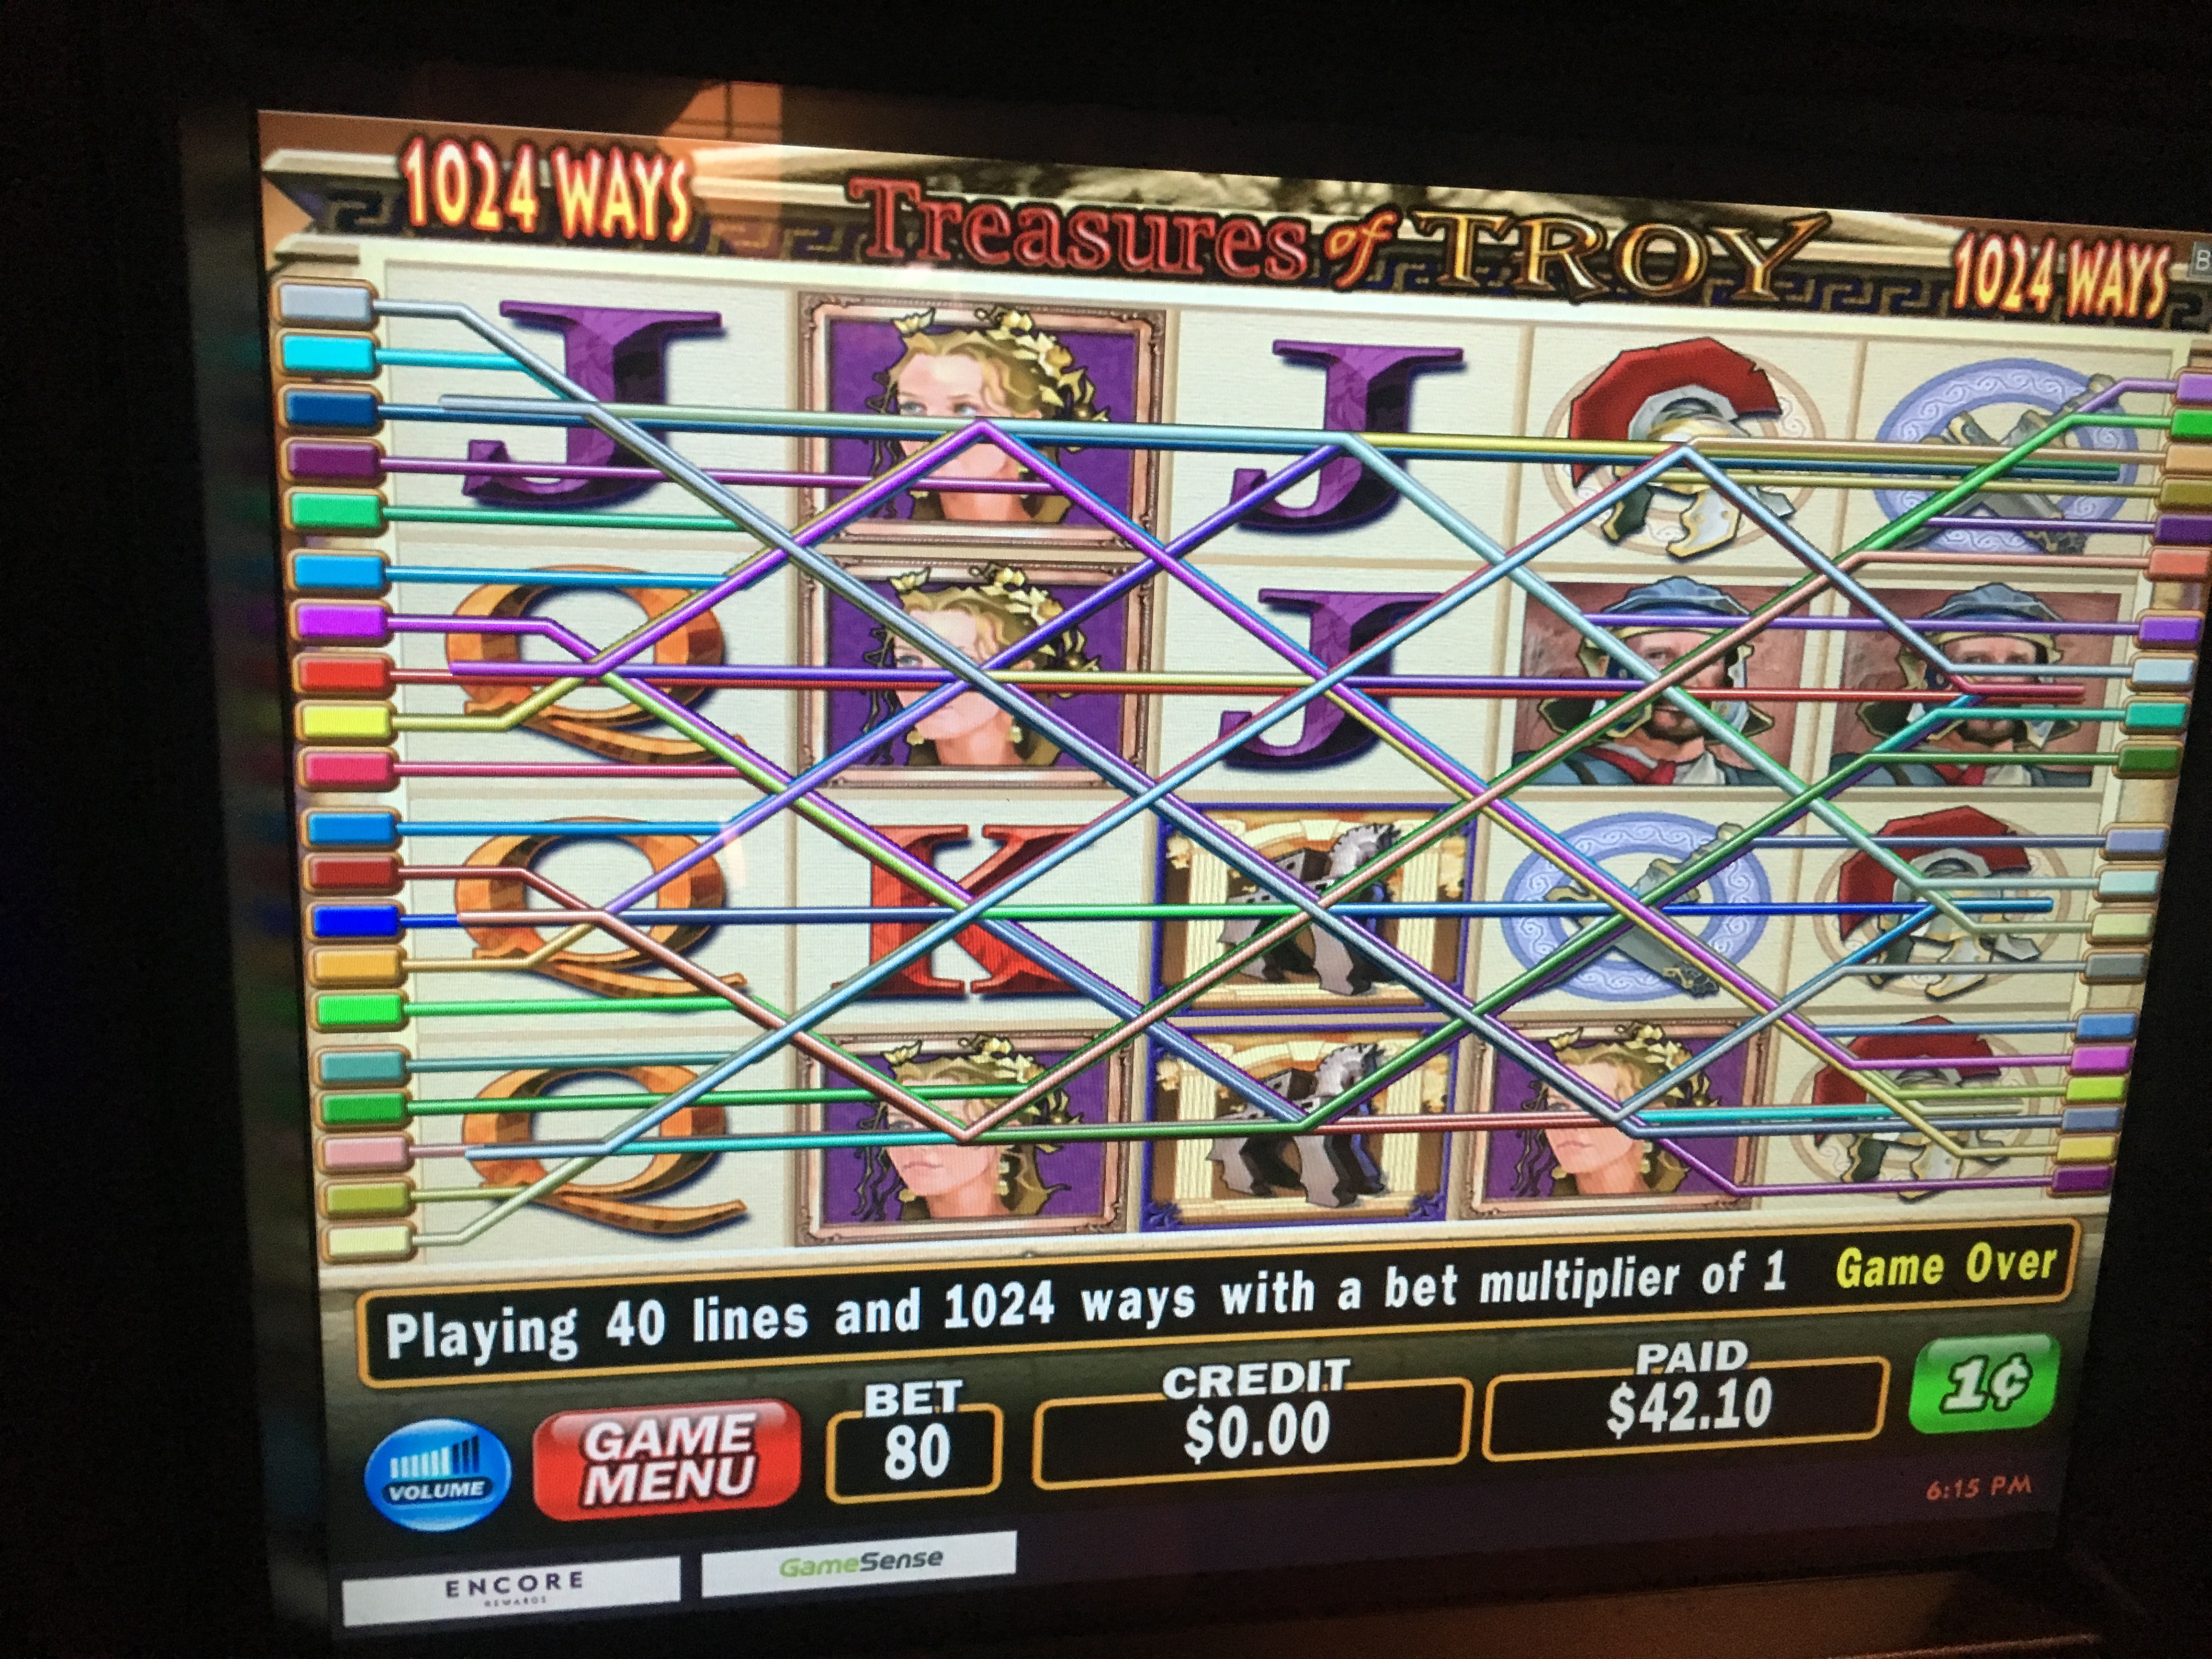 1024 WAYS
Treasures of TROY
1024 WAYS
B
J
J
Q
J
Q
K
Q
Playing 40 lines and 1024 ways with a bet multiplier of 1 Game Over
VOLUME
GAME MENU
BET
80
CREDIT
$0.00
PAID
$42.10
1¢
6:15 PM
ENCORE
REWARDS
GameSense